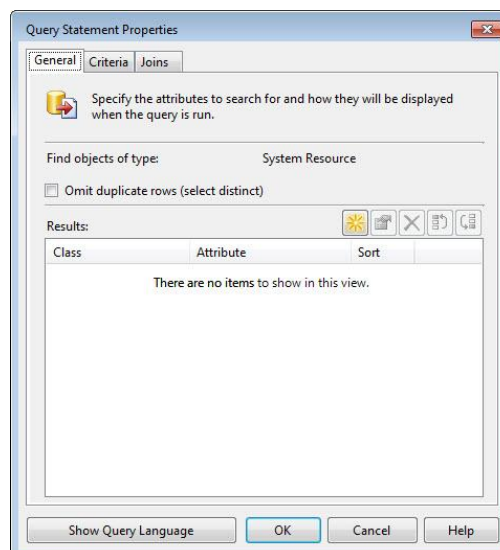 Query Statement Properties
General Criteria Joins
Specify the attributes to search for and how they will be displayed
when the query is run.
Find objects of type: System Resource
Omit duplicate rows (select distinct)
Results:
Class Attribute Sort
There are no items to show in this view.
Show Query Language OK Cancel Help